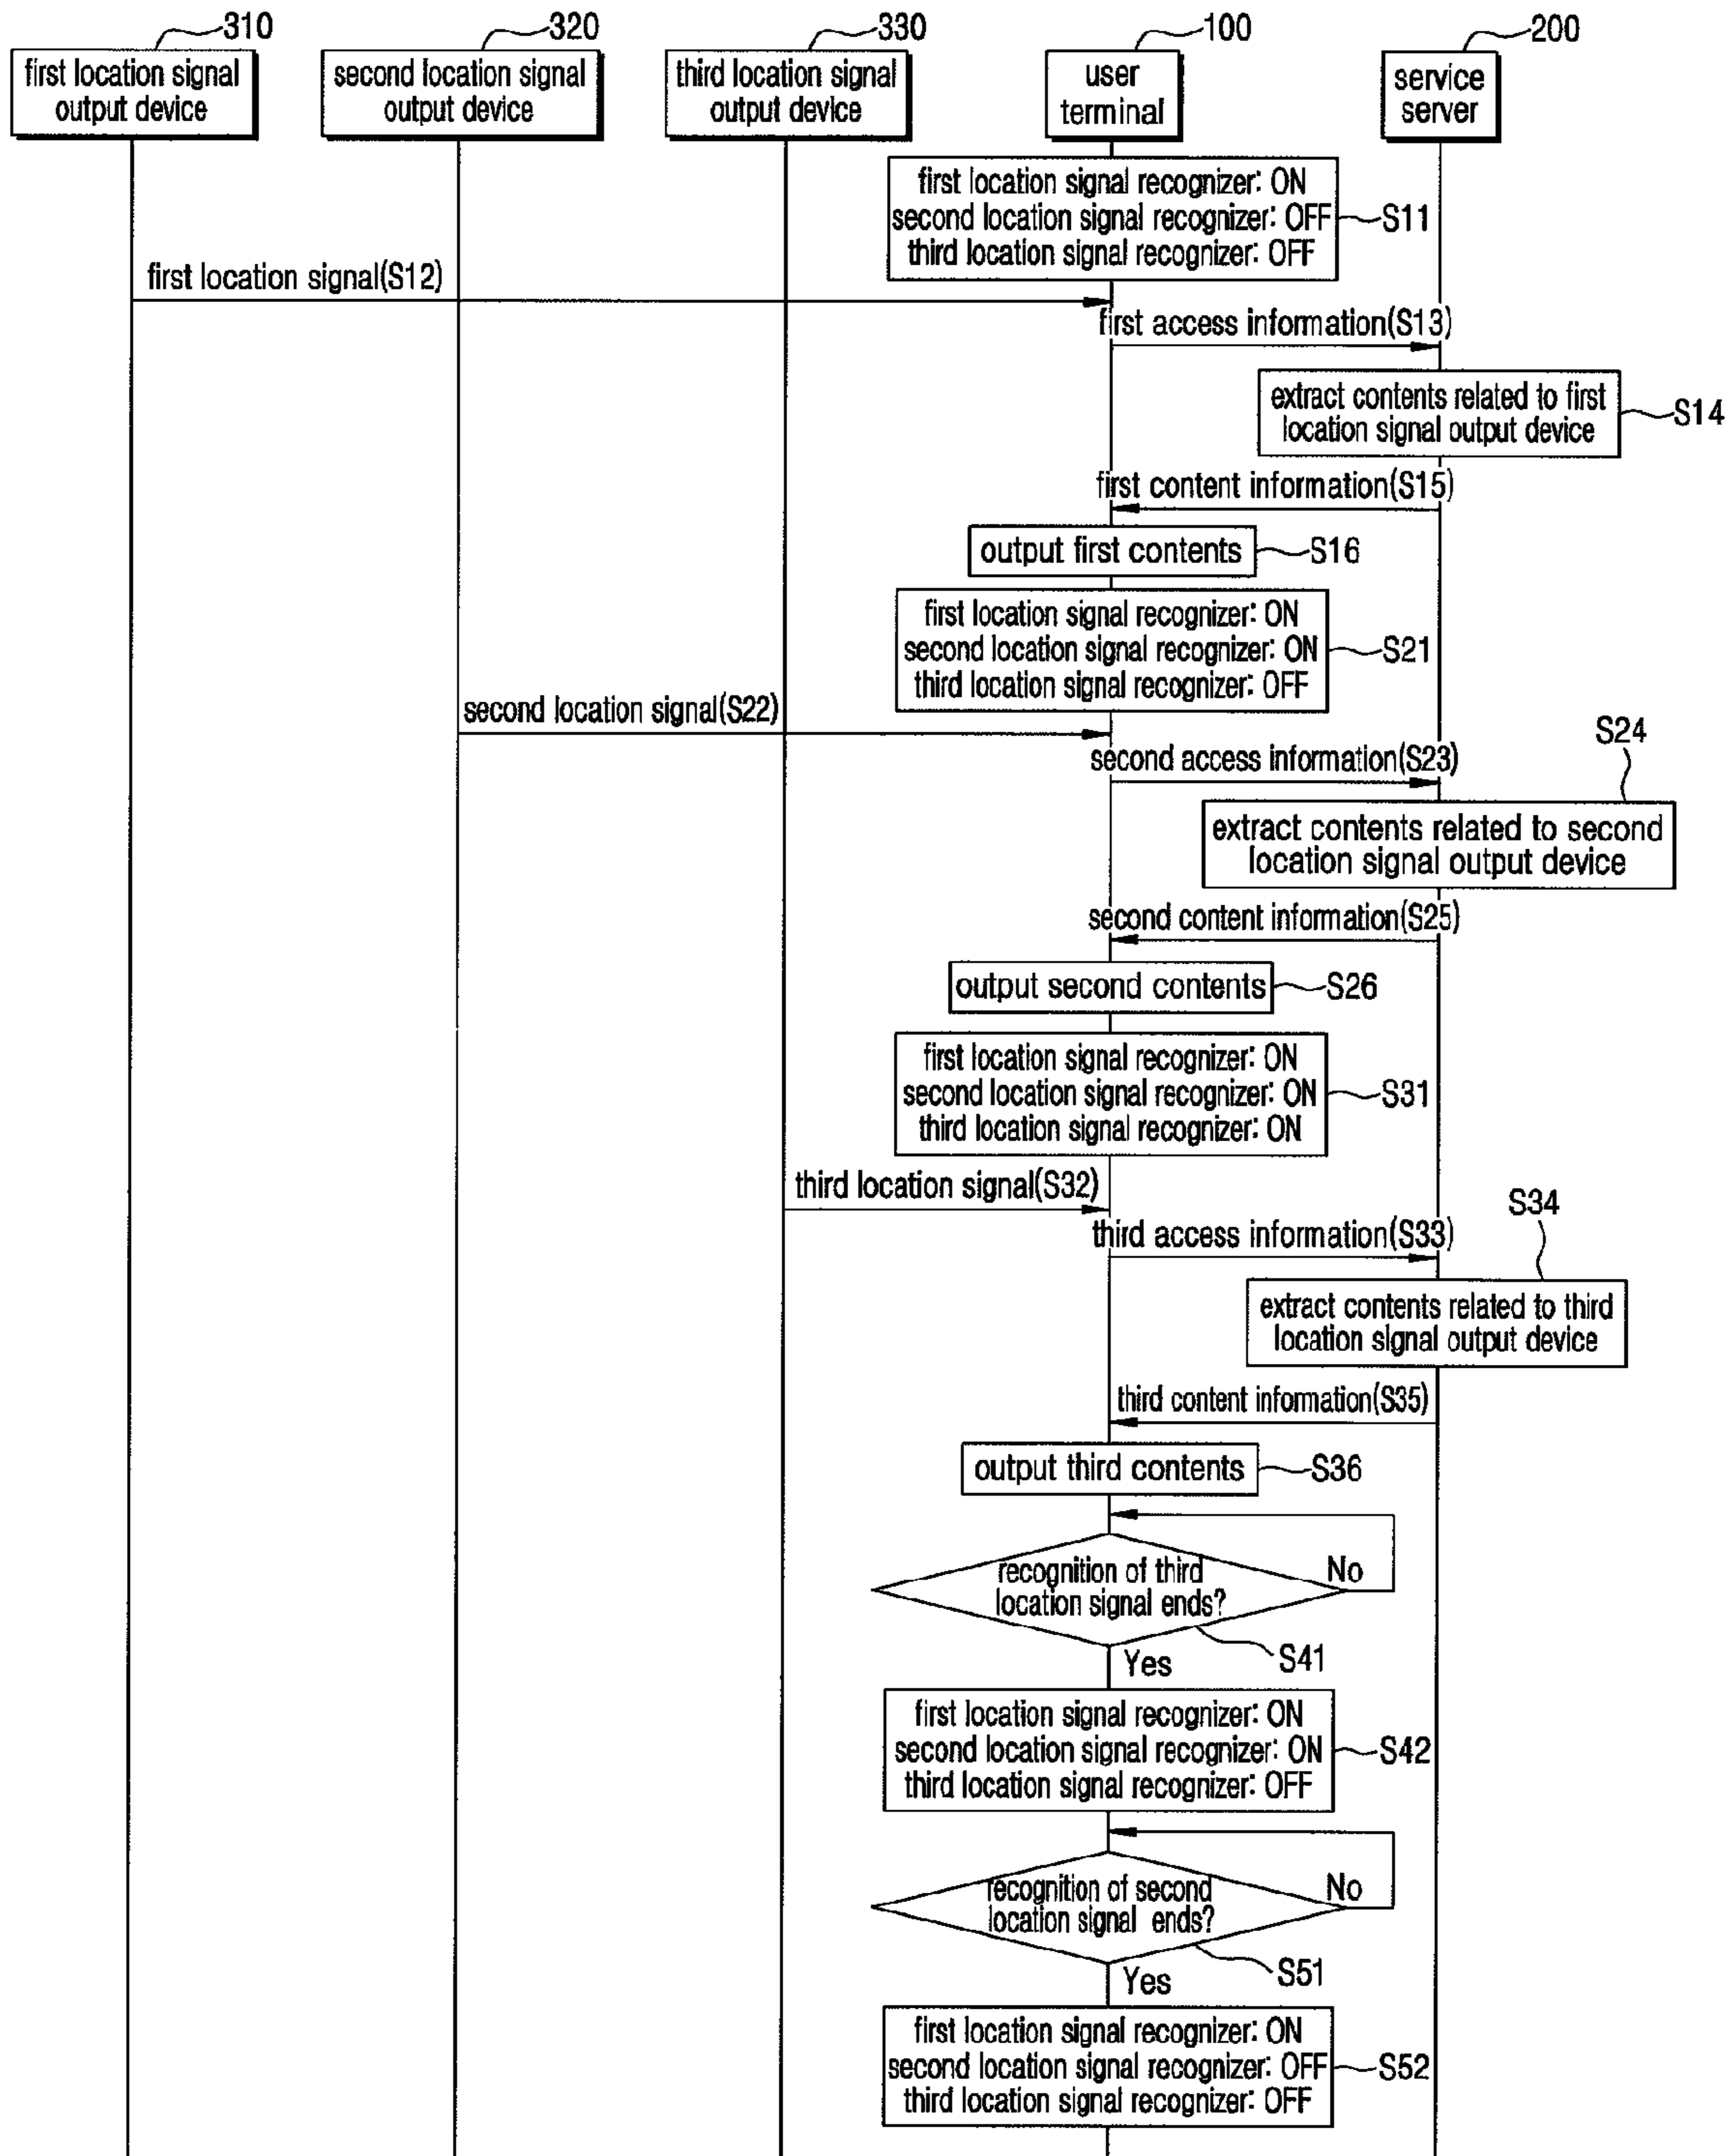 310
320
330
100
200
first location signal
output device
second location signal
output device
third location signal
output device
user
terminal
service
server
first location signal recognizer: ON
second location signal recognizer: OFF
third location signal recognizer: OFF
S11
first location signal(S12)
first access information(S13)
extract contents related to first
location signal output device
S14
first content information(S15)
output first contents
S16
first location signal recognizer: ON
second location signal recognizer: ON
third location signal recognizer: OFF
S21
second location signal(S22)
second access information(S23)
S24
extract contents related to second
location signal output device
second content information(S25)
output second contents
S26
first location signal recognizer: ON
second location signal recognizer: ON
third location signal recognizer: ON
S31
third location signal(S32)
third access information(S33)
S34
extract contents related to third
location signal output device
third content information(S35)
output third contents
S36
recognition of third
location signal ends?
No
S41
Yes
first location signal recognizer: ON
second location signal recognizer: ON
third location signal recognizer: OFF
S42
recognition of second
location signal ends?
No
S51
Yes
first location signal recognizer: ON
second location signal recognizer: OFF
third location signal recognizer: OFF
S52